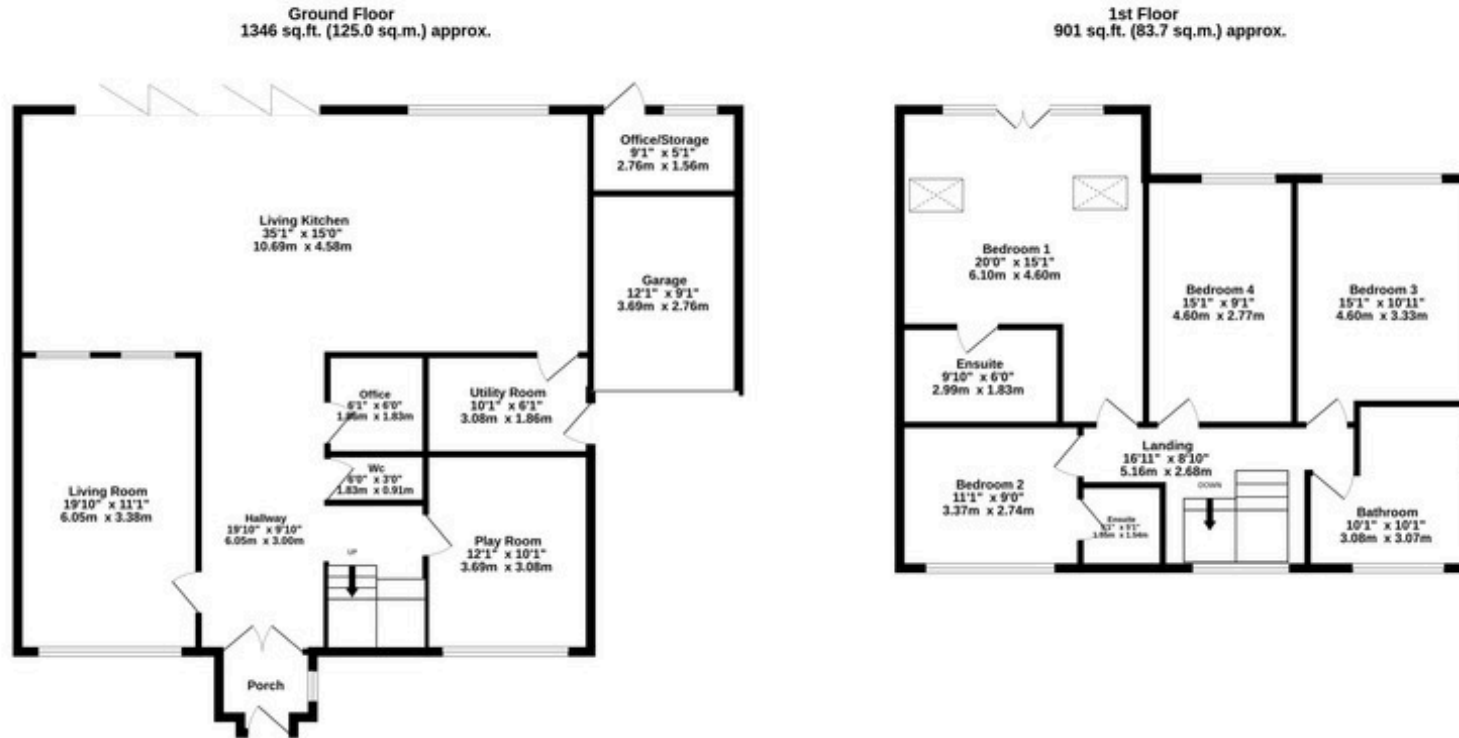 Ground Floor
1346 sq.ft. (125.0 sq.m.) approx.
Living Kitchen
35'1" x 15'0"
10.69m x 4.58m
Office/Storage
9'1" x 5'1"
2.76m x 1.56m
Garage
12'1" x 9'1"
3.69m x 2.76m
Office
6'1" x 6'0"
x 1.83m
Utility Room
10'1" x 6'1"
3.08m x 1.86m
Wc
6'0" x 3'0"
1.83m x 0.91m
Living Room
19'10" x 11'1"
6.05m x 3.38m
Hallway
19'10" x 9'10"
6.05m x 3.00m
UP
Play Room
12'1" x 10'1"
3.69m x 3.08m
Porch
1st Floor
901 sq.ft. (83.7 sq.m.) approx.
Bedroom 1
20'0" x 15'1"
6.10m x 4.60m
Bedroom 4
15'1" x 9'1"
4.60m x 2.77m
Bedroom 3
15'1" x 10'11"
4.60m x 3.33m
Ensuite
9'10" x 6'0"
2.99m x 1.83m
Landing
16'11" x 8'10"
5.16m x 2.68m
DOWN
Bedroom 2
11'1" x 9'0"
3.37m x 2.74m
Ensuite
x 5'1"
x 1.54m
Bathroom
10'1" x 10'1"
3.08m x 3.07m